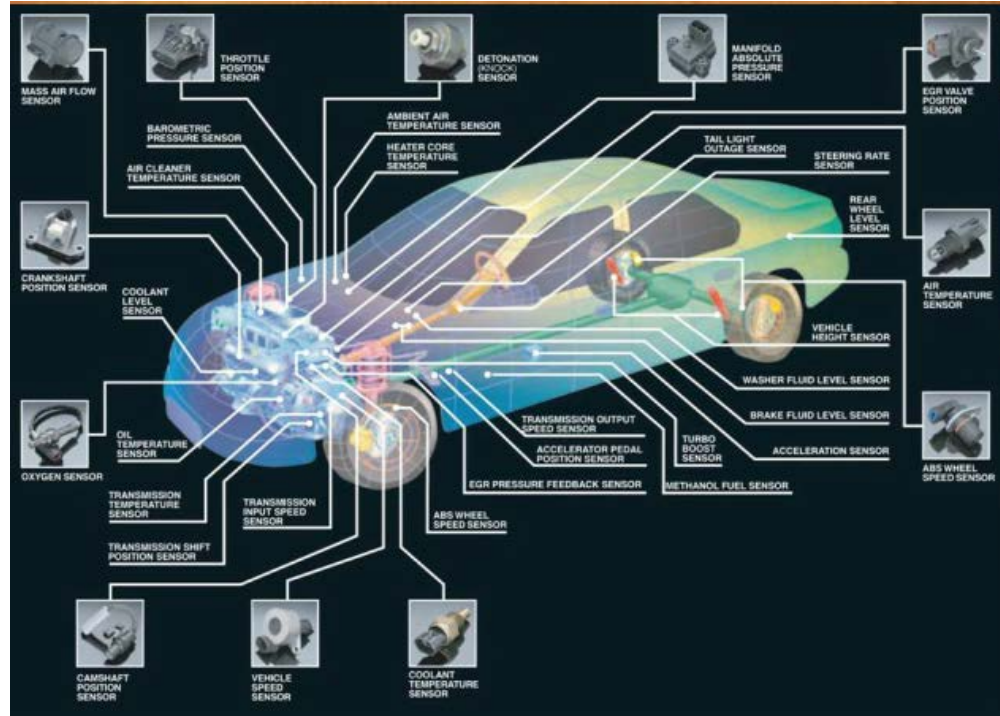 THROTTLE
POSITION
SENSOR
DETONATION
(KNOCK)
SENSOR
MANIFOLD
ABSOLUTE
PRESSURE
SENSOR
MASS AIR FLOW
SENSOR
EGR VALVE
POSITION
SENSOR
BAROMETRIC
PRESSURE SENSOR
AMBIENT AIR
TEMPERATURE SENSOR
TAIL LIGHT
OUTAGE SENSOR
HEATER CORE
TEMPERATURE
SENSOR
STEERING RATE
SENSOR
AIR CLEANER
TEMPERATURE SENSOR
REAR
WHEEL
LEVEL
SENSOR
CRANKSHAFT
POSITION SENSOR
AIR
TEMPERATURE
SENSOR
COOLANT
LEVEL
SENSOR
VEHICLE
HEIGHT SENSOR
WASHER FLUID LEVEL SENSOR
TRANSMISSION OUTPUT
SPEED SENSOR
BRAKE FLUID LEVEL SENSOR
OIL
TEMPERATURE
SENSOR
TURBO
BOOST
SENSOR
ACCELERATOR PEDAL
POSITION SENSOR
ACCELERATION SENSOR
OXYGEN SENSOR
ABS WHEEL
SPEED SENSOR
EGR PRESSURE FEEDBACK SENSOR
METHANOL FUEL SENSOR
TRANSMISSION
TEMPERATURE
SENSOR
TRANSMISSION
INPUT SPEED
SENSOR
ABS WHEEL
SPEED SENSOR
TRANSMISSION SHIFT
POSITION SENSOR
CAMSHAFT
POSITION
SENSOR
VEHICLE
SPEED
SENSOR
COOLANT
TEMPERATURE
SENSOR